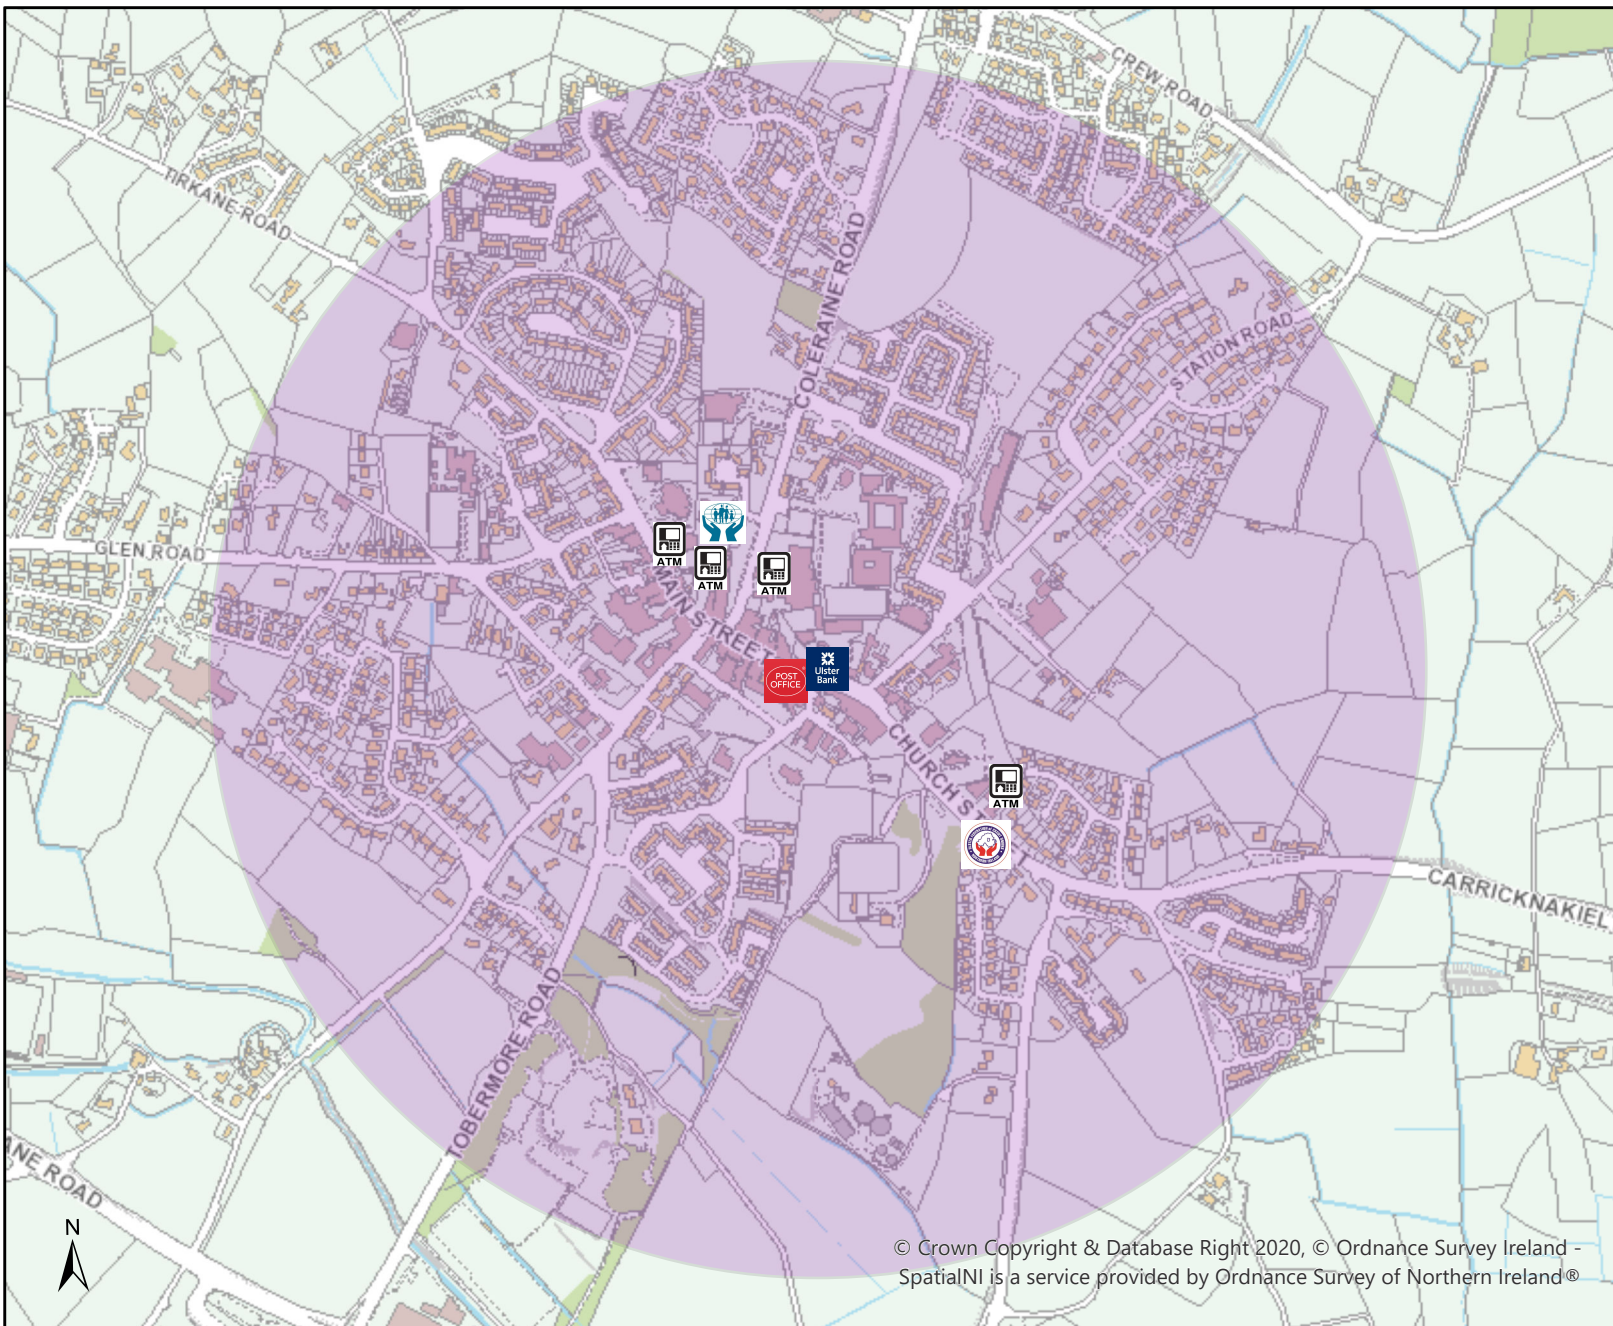 CREW ROAD
TIRKANE ROAD
COLERAINE ROAD
STATION ROAD
GLEN ROAD
ATM
ATM
ATM
MAIN STREET
POST
OFFICE
Ulster
Bank
CHURCH S
ATM
CARRICKNAKIEL
TOBERMORE ROAD
ANE ROAD
N
© Crown Copyright & Database Right 2020, © Ordnance Survey Ireland -
SpatialNI is a service provided by Ordnance Survey of Northern Ireland®